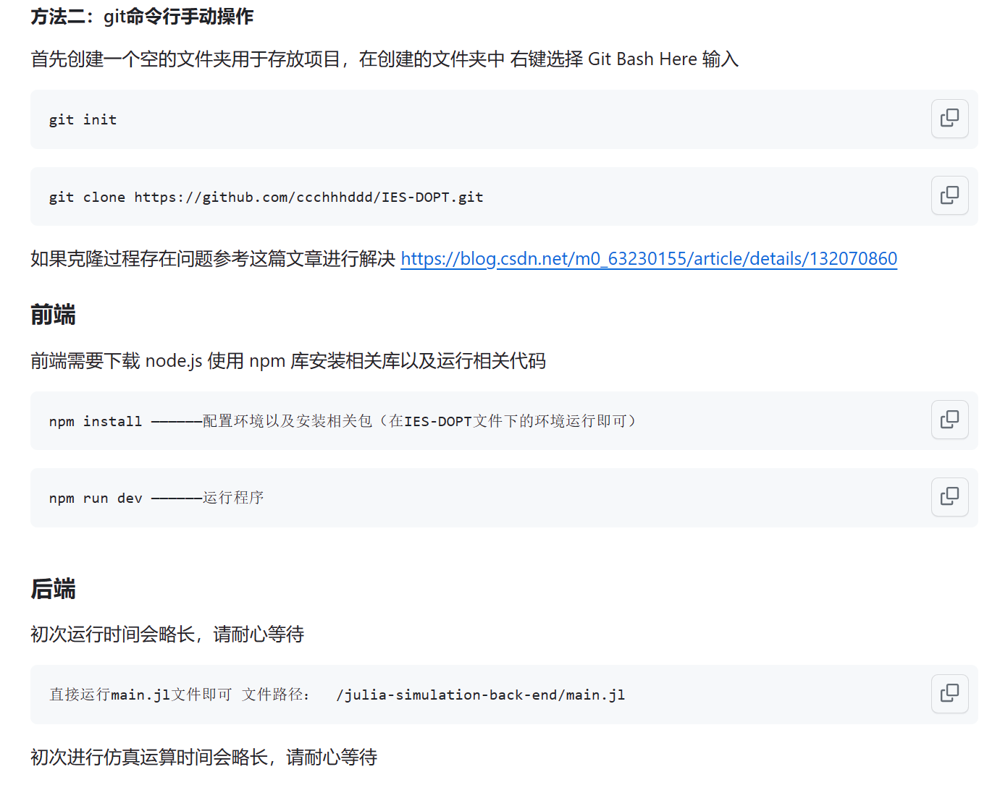 方法二：git命令行手动操作
首先创建一个空的文件夹用于存放项目，在创建的文件夹中 右键选择 Git Bash Here 输入
git init
git clone https://github.com/ccchhhddd/IES-DOPT.git
如果克隆过程存在问题参考这篇文章进行解决 https://blog.csdn.net/m0_63230155/article/details/132070860
前端
前端需要下载 node.js 使用 npm 库安装相关库以及运行相关代码
npm install ——————配置环境以及安装相关包（在IES-DOPT文件下的环境运行即可）
npm run dev ——————运行程序
后端
初次运行时间会略长，请耐心等待
直接运行main.jl文件即可 文件路径： /julia-simulation-back-end/main.jl
初次进行仿真运算时间会略长，请耐心等待